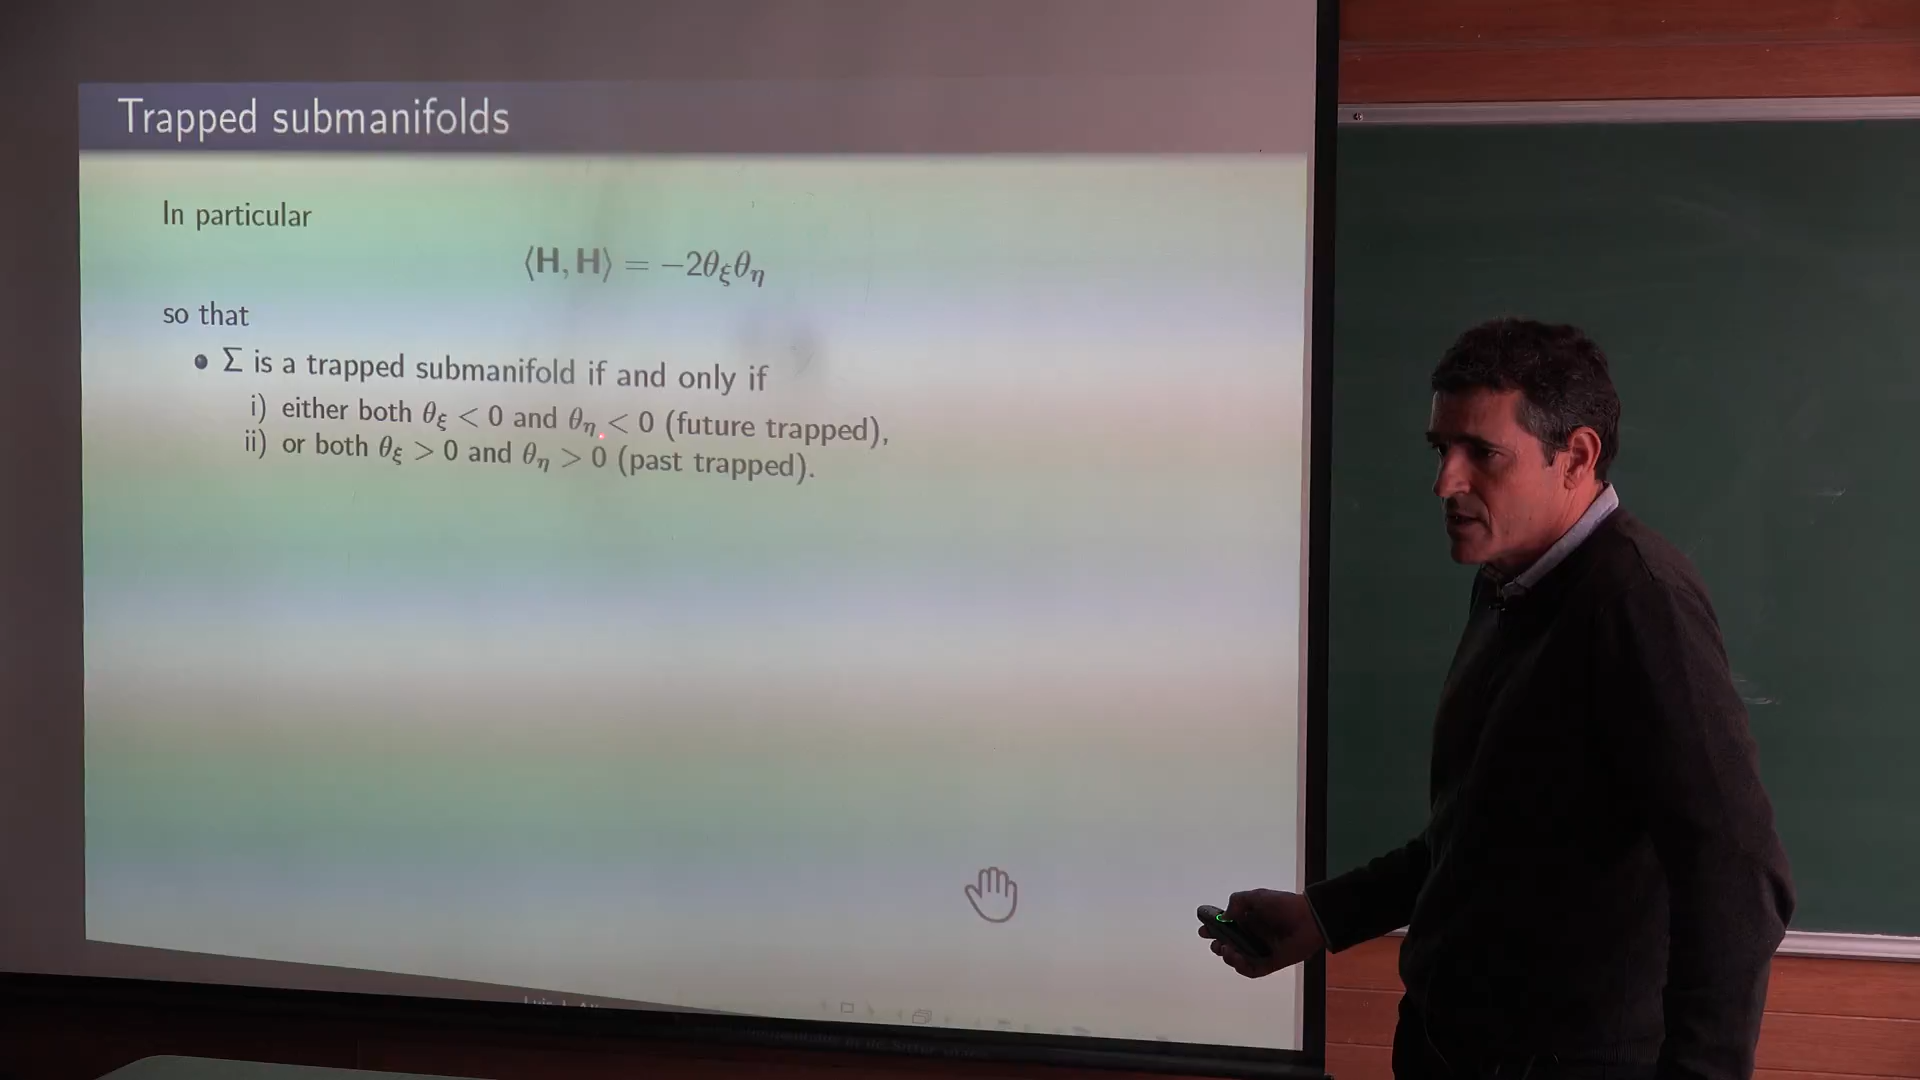 Trapped submanifolds
In particular
⟨H, H⟩ = −2θ_ξθ_η
so that
• Σ is a trapped submanifold if and only if
i) either both θ_ξ < 0 and θ_η < 0 (future trapped),
ii) or both θ_ξ > 0 and θ_η > 0 (past trapped).
Luis J.